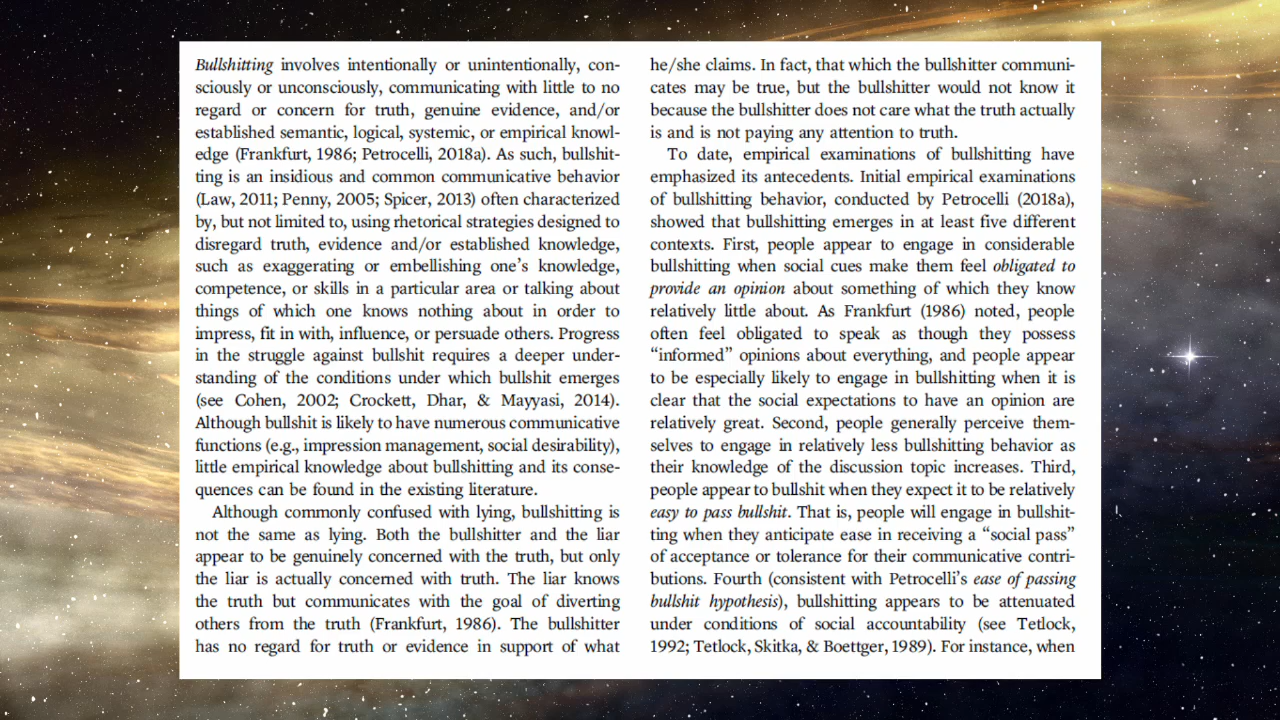 Bullshitting involves intentionally or unintentionally, con-
sciously or unconsciously, communicating with little to no
regard or concern for truth, genuine evidence, and/or
established semantic, logical, systemic, or empirical knowl-
edge (Frankfurt, 1986; Petrocelli, 2018a). As such, bullshit-
ting is an insidious and common communicative behavior
(Law, 2011; Penny, 2005; Spicer, 2013) often characterized
by, but not limited to, using rhetorical strategies designed to
disregard truth, evidence and/or established knowledge,
such as exaggerating or embellishing one's knowledge,
competence, or skills in a particular area or talking about
things of which one knows nothing about in order to
impress, fit in with, influence, or persuade others. Progress
in the struggle against bullshit requires a deeper under-
standing of the conditions under which bullshit emerges
(see Cohen, 2002; Crockett, Dhar, & Mayyasi, 2014).
Although bullshit is likely to have numerous communicative
functions (e.g., impression management, social desirability),
little empirical knowledge about bullshitting and its conse-
quences can be found in the existing literature.
Although commonly confused with lying, bullshitting is
not the same as lying. Both the bullshitter and the liar
appear to be genuinely concerned with the truth, but only
the liar is actually concerned with truth. The liar knows
the truth but communicates with the goal of diverting
others from the truth (Frankfurt, 1986). The bullshitter
has no regard for truth or evidence in support of what
he/she claims. In fact, that which the bullshitter communi-
cates may be true, but the bullshitter would not know it
because the bullshitter does not care what the truth actually
is and is not paying any attention to truth.
To date, empirical examinations of bullshitting have
emphasized its antecedents. Initial empirical examinations
of bullshitting behavior, conducted by Petrocelli (2018a),
showed that bullshitting emerges in at least five different
contexts. First, people appear to engage in considerable
bullshitting when social cues make them feel obligated to
provide an opinion about something of which they know
relatively little about. As Frankfurt (1986) noted, people
often feel obligated to speak as though they possess
“informed” opinions about everything, and people appear
to be especially likely to engage in bullshitting when it is
clear that the social expectations to have an opinion are
relatively great. Second, people generally perceive them-
selves to engage in relatively less bullshitting behavior as
their knowledge of the discussion topic increases. Third,
people appear to bullshit when they expect it to be relatively
easy to pass bullshit. That is, people will engage in bullshit-
ting when they anticipate ease in receiving a “social pass”
of acceptance or tolerance for their communicative contri-
butions. Fourth (consistent with Petrocelli's ease of passing
bullshit hypothesis), bullshitting appears to be attenuated
under conditions of social accountability (see Tetlock,
1992; Tetlock, Skitka, & Boettger, 1989). For instance, when